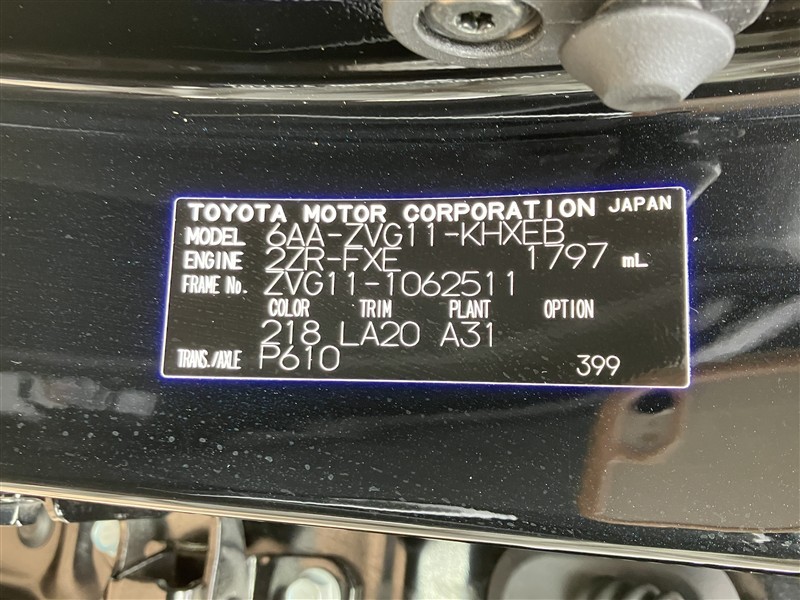 TOYOTA MOTOR CORPORATION JAPAN
MODEL 6AA-ZVG11-KHXEB
ENGINE 2ZR-FXE 1797 mL
FRAME No. ZVG11-1062511
COLOR TRIM PLANT OPTION
218 LA20 A31
TRANS./AXLE P610 399